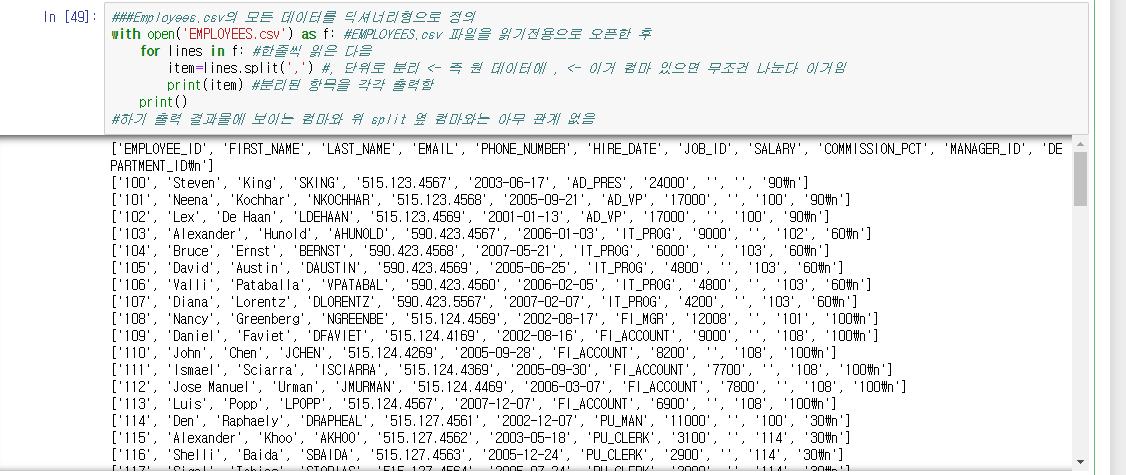 In [49]: ###Employees.csv의 모든 데이터를 딕셔너리형으로 정의
with open('EMPLOYEES.csv') as f: #EMPLOYEES.csv 파일을 읽기전용으로 오픈한 후
for lines in f: #한줄씩 읽은 다음
item=lines.split(',') #, 단위로 분리 <- 즉 원 데이터에 , <- 이거 컴마 있으면 무조건 나눈다 이거임
print(item) #분리된 항목을 각각 출력함
print()
#하기 출력 결과물에 보이는 컴마와 위 split 옆 컴마와는 아무 관계 없음
['EMPLOYEE_ID', 'FIRST_NAME', 'LAST_NAME', 'EMAIL', 'PHONE_NUMBER', 'HIRE_DATE', 'JOB_ID', 'SALARY', 'COMMISSION_PCT', 'MANAGER_ID', 'DE
PARTMENT_ID₩n']
['100', 'Steven', 'King', 'SKING', '515.123.4567', '2003-06-17', 'AD_PRES', '24000', '', '', '90₩n']
['101', 'Neena', 'Kochhar', 'NKOCHHAR', '515.123.4568', '2005-09-21', 'AD_VP', '17000', '', '100', '90₩n']
['102', 'Lex', 'De Haan', 'LDEHAAN', '515.123.4569', '2001-01-13', 'AD_VP', '17000', '', '100', '90₩n']
['103', 'Alexander', 'Hunold', 'AHUNOLD', '590.423.4567', '2006-01-03', 'IT_PROG', '9000', '', '102', '60₩n']
['104', 'Bruce', 'Ernst', 'BERNST', '590.423.4568', '2007-05-21', 'IT_PROG', '6000', '', '103', '60₩n']
['105', 'David', 'Austin', 'DAUSTIN', '590.423.4569', '2005-06-25', 'IT_PROG', '4800', '', '103', '60₩n']
['106', 'Valli', 'Pataballa', 'VPATABAL', '590.423.4560', '2006-02-05', 'IT_PROG', '4800', '', '103', '60₩n']
['107', 'Diana', 'Lorentz', 'DLORENTZ', '590.423.5567', '2007-02-07', 'IT_PROG', '4200', '', '103', '60₩n']
['108', 'Nancy', 'Greenberg', 'NGREENBE', '515.124.4569', '2002-08-17', 'FI_MGR', '12008', '', '101', '100₩n']
['109', 'Daniel', 'Faviet', 'DFAVIET', '515.124.4169', '2002-08-16', 'FI_ACCOUNT', '9000', '', '108', '100₩n']
['110', 'John', 'Chen', 'JCHEN', '515.124.4269', '2005-09-28', 'FI_ACCOUNT', '8200', '', '108', '100₩n']
['111', 'Ismael', 'Sciarra', 'ISCIARRA', '515.124.4369', '2005-09-30', 'FI_ACCOUNT', '7700', '', '108', '100₩n']
['112', 'Jose Manuel', 'Urman', 'JMURMAN', '515.124.4469', '2006-03-07', 'FI_ACCOUNT', '7800', '', '108', '100₩n']
['113', 'Luis', 'Popp', 'LPOPP', '515.124.4567', '2007-12-07', 'FI_ACCOUNT', '6900', '', '108', '100₩n']
['114', 'Den', 'Raphaely', 'DRAPHEAL', '515.127.4561', '2002-12-07', 'PU_MAN', '11000', '', '100', '30₩n']
['115', 'Alexander', 'Khoo', 'AKHOO', '515.127.4562', '2003-05-18', 'PU_CLERK', '3100', '', '114', '30₩n']
['116', 'Shelli', 'Baida', 'SBAIDA', '515.127.4563', '2005-12-24', 'PU_CLERK', '2900', '', '114', '30₩n']